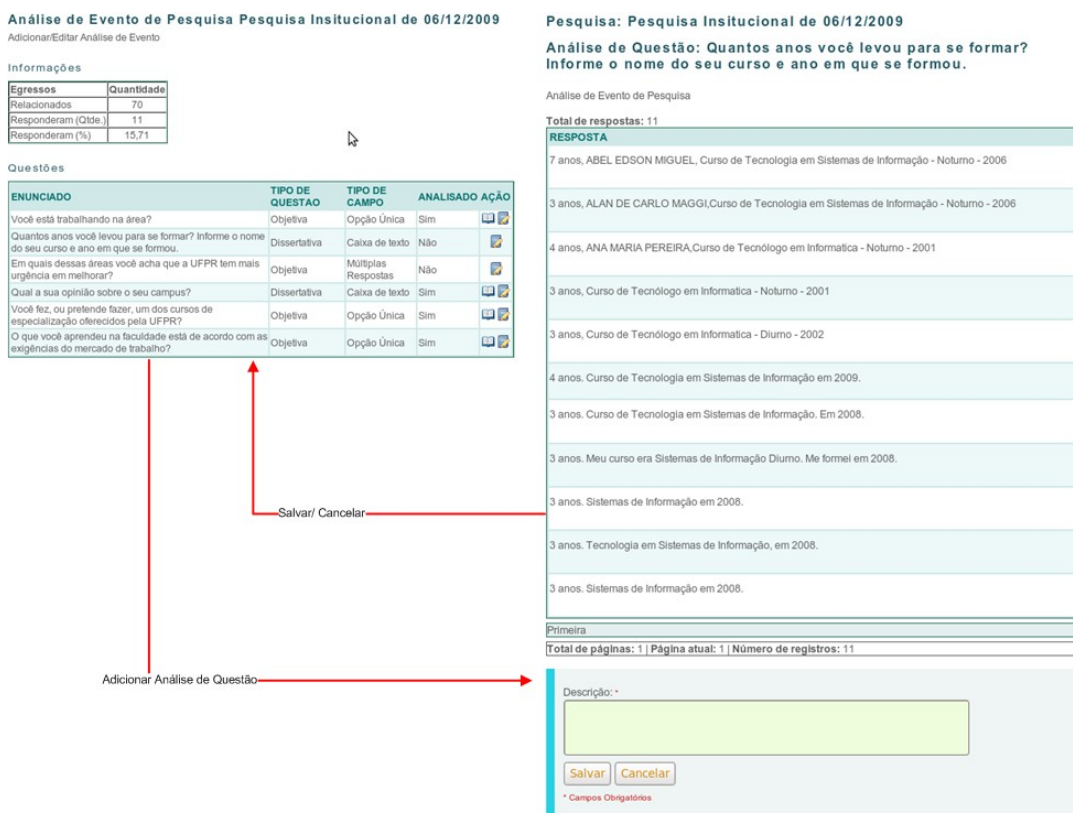 Análise de Evento de Pesquisa Pesquisa Insitucional de 06/12/2009
Adicionar/Editar Análise de Evento
Informações
Egressos Quantidade
Relacionados 70
Responderam (Qtde.) 11
Responderam (%) 15,71
Questões
ENUNCIADO TIPO DE QUESTAO TIPO DE CAMPO ANALISADO AÇÃO
Você está trabalhando na área? Objetiva Opção Única Sim
Quantos anos você levou para se formar? Informe o nome
do seu curso e ano em que se formou. Dissertativa Caixa de texto Não
Em quais dessas áreas você acha que a UFPR tem mais
urgência em melhorar? Objetiva Múltiplas Respostas Não
Qual a sua opinião sobre o seu campus? Dissertativa Caixa de texto Sim
Você fez, ou pretende fazer, um dos cursos de
especialização oferecidos pela UFPR? Objetiva Opção Única Sim
O que você aprendeu na faculdade está de acordo com as
exigências do mercado de trabalho? Objetiva Opção Única Sim
Salvar/ Cancelar
Adicionar Análise de Questão
Pesquisa: Pesquisa Insitucional de 06/12/2009
Análise de Questão: Quantos anos você levou para se formar?
Informe o nome do seu curso e ano em que se formou.
Análise de Evento de Pesquisa
Total de respostas: 11
RESPOSTA
7 anos, ABEL EDSON MIGUEL, Curso de Tecnologia em Sistemas de Informação - Noturno - 2006
3 anos, ALAN DE CARLO MAGGI,Curso de Tecnologia em Sistemas de Informação - Noturno - 2006
4 anos, ANA MARIA PEREIRA,Curso de Tecnólogo em Informatica - Noturno - 2001
3 anos, Curso de Tecnólogo em Informatica - Noturno - 2001
3 anos, Curso de Tecnólogo em Informatica - Diurno - 2002
4 anos. Curso de Tecnologia em Sistemas de Informação em 2009.
3 anos. Curso de Tecnologia em Sistemas de Informação. Em 2008.
3 anos. Meu curso era Sistemas de Informação Diurno. Me formei em 2008.
3 anos. Sistemas de Informação em 2008.
3 anos. Tecnologia em Sistemas de Informação, em 2008.
3 anos. Sistemas de Informação em 2008.
Primeira
Total de páginas: 1 | Página atual: 1 | Número de registros: 11
Descrição: *
Salvar Cancelar
* Campos Obrigatórios